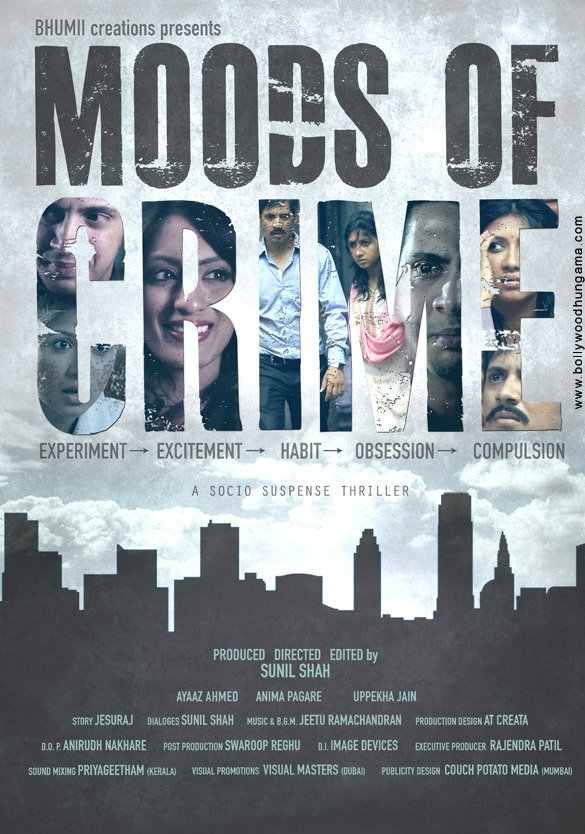 BHUMII creations presents
MOODS OF
CRIME
www.bollywoodhungama.com
EXPERIMENT→ EXCITEMENT→ HABIT→ OBSESSION→ COMPULSION
A SOCIO SUSPENSE THRILLER
PRODUCED DIRECTED EDITED by
SUNIL SHAH
AYAAZ AHMED ANIMA PAGARE UPPEKHA JAIN
STORY JESURAJ DIALOGES SUNIL SHAH MUSIC & B.G.M. JEETU RAMACHANDRAN PRODUCTION DESIGN AT CREATA
D.O. P. ANIRUDH NAKHARE POST PRODUCTION SWAROOP REGHU D.I. IMAGE DEVICES EXECUTIVE PRODUCER RAJENDRA PATIL
SOUND MIXING PRIYAGEETHAM (KERALA) VISUAL PROMOTIONS VISUAL MASTERS (DUBAI) PUBLICITY DESIGN COUCH POTATO MEDIA (MUMBAI)